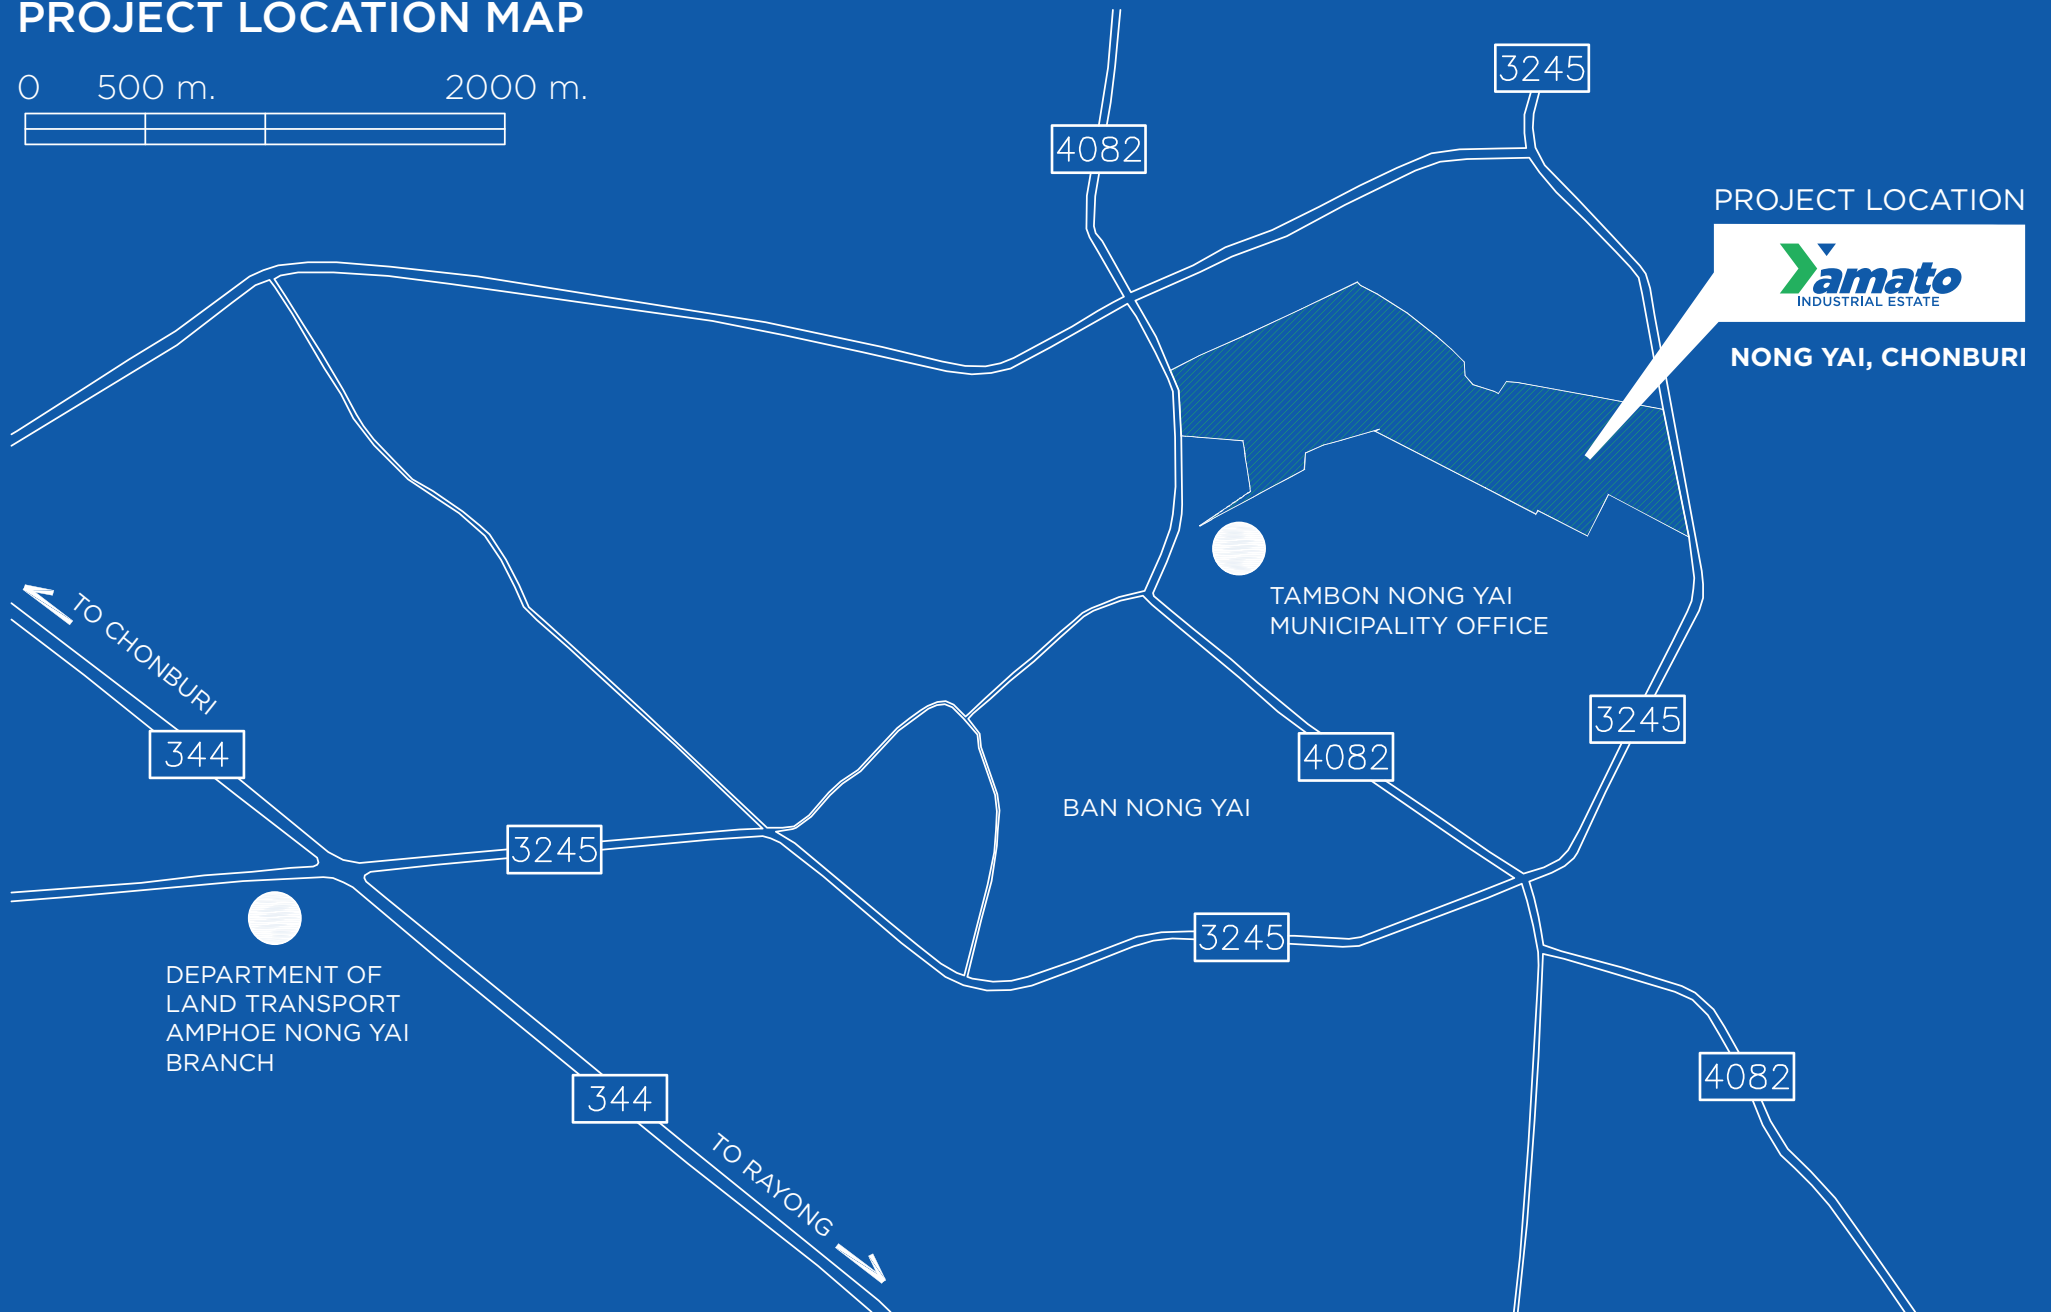 PROJECT LOCATION MAP
0 500 m. 2000 m.
3245
4082
PROJECT LOCATION
Yamato
INDUSTRIAL ESTATE
NONG YAI, CHONBURI
TAMBON NONG YAI
MUNICIPALITY OFFICE
TO CHONBURI
344
3245
4082
BAN NONG YAI
3245
3245
DEPARTMENT OF
LAND TRANSPORT
AMPHOE NONG YAI
BRANCH
344
4082
TO RAYONG